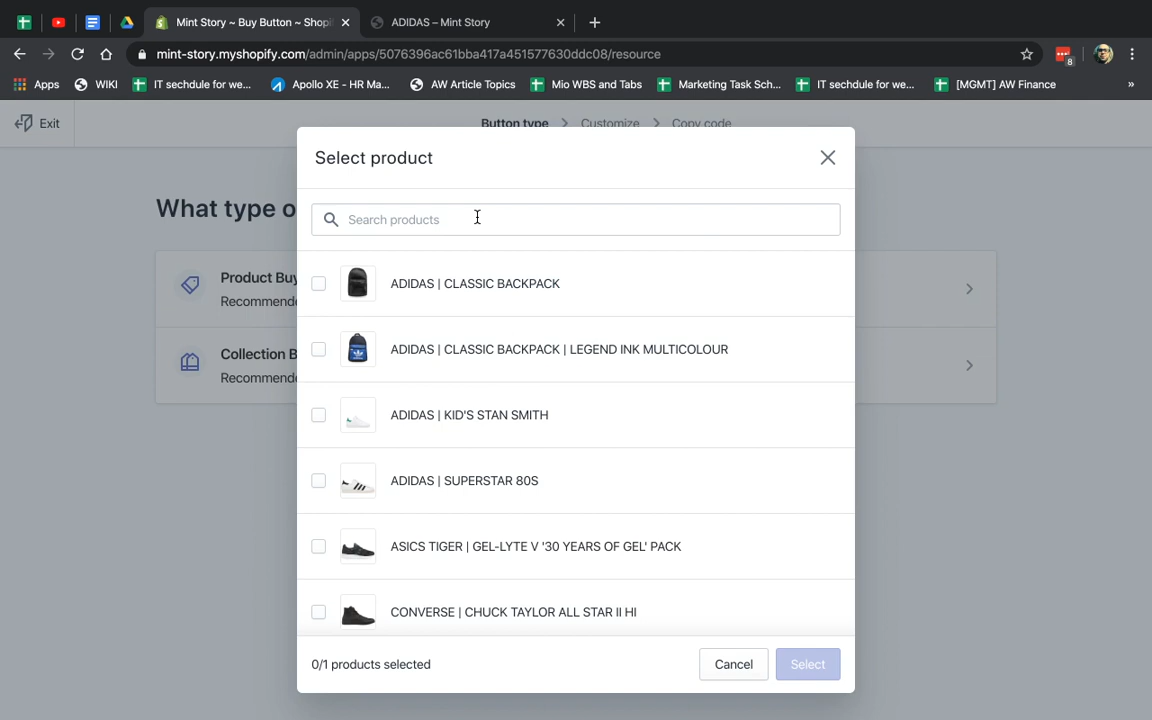 Mint Story ~ Buy Button ~ Shopi
ADIDAS – Mint Story
mint-story.myshopify.com/admin/apps/5076396ac61bba417a451577630ddc08/resource
8
Apps
WIKI
IT sechdule for we...
Apollo XE - HR Ma...
AW Article Topics
Mio WBS and Tabs
Marketing Task Sch...
IT sechdule for we...
[MGMT] AW Finance
»
Exit
Button type
Customize
Copy code
What type o
Product Buy
Recommende
Collection B
Recommende
Select product
Search products
ADIDAS | CLASSIC BACKPACK
ADIDAS | CLASSIC BACKPACK | LEGEND INK MULTICOLOUR
ADIDAS | KID'S STAN SMITH
ADIDAS | SUPERSTAR 80S
ASICS TIGER | GEL-LYTE V '30 YEARS OF GEL' PACK
CONVERSE | CHUCK TAYLOR ALL STAR II HI
0/1 products selected
Cancel
Select